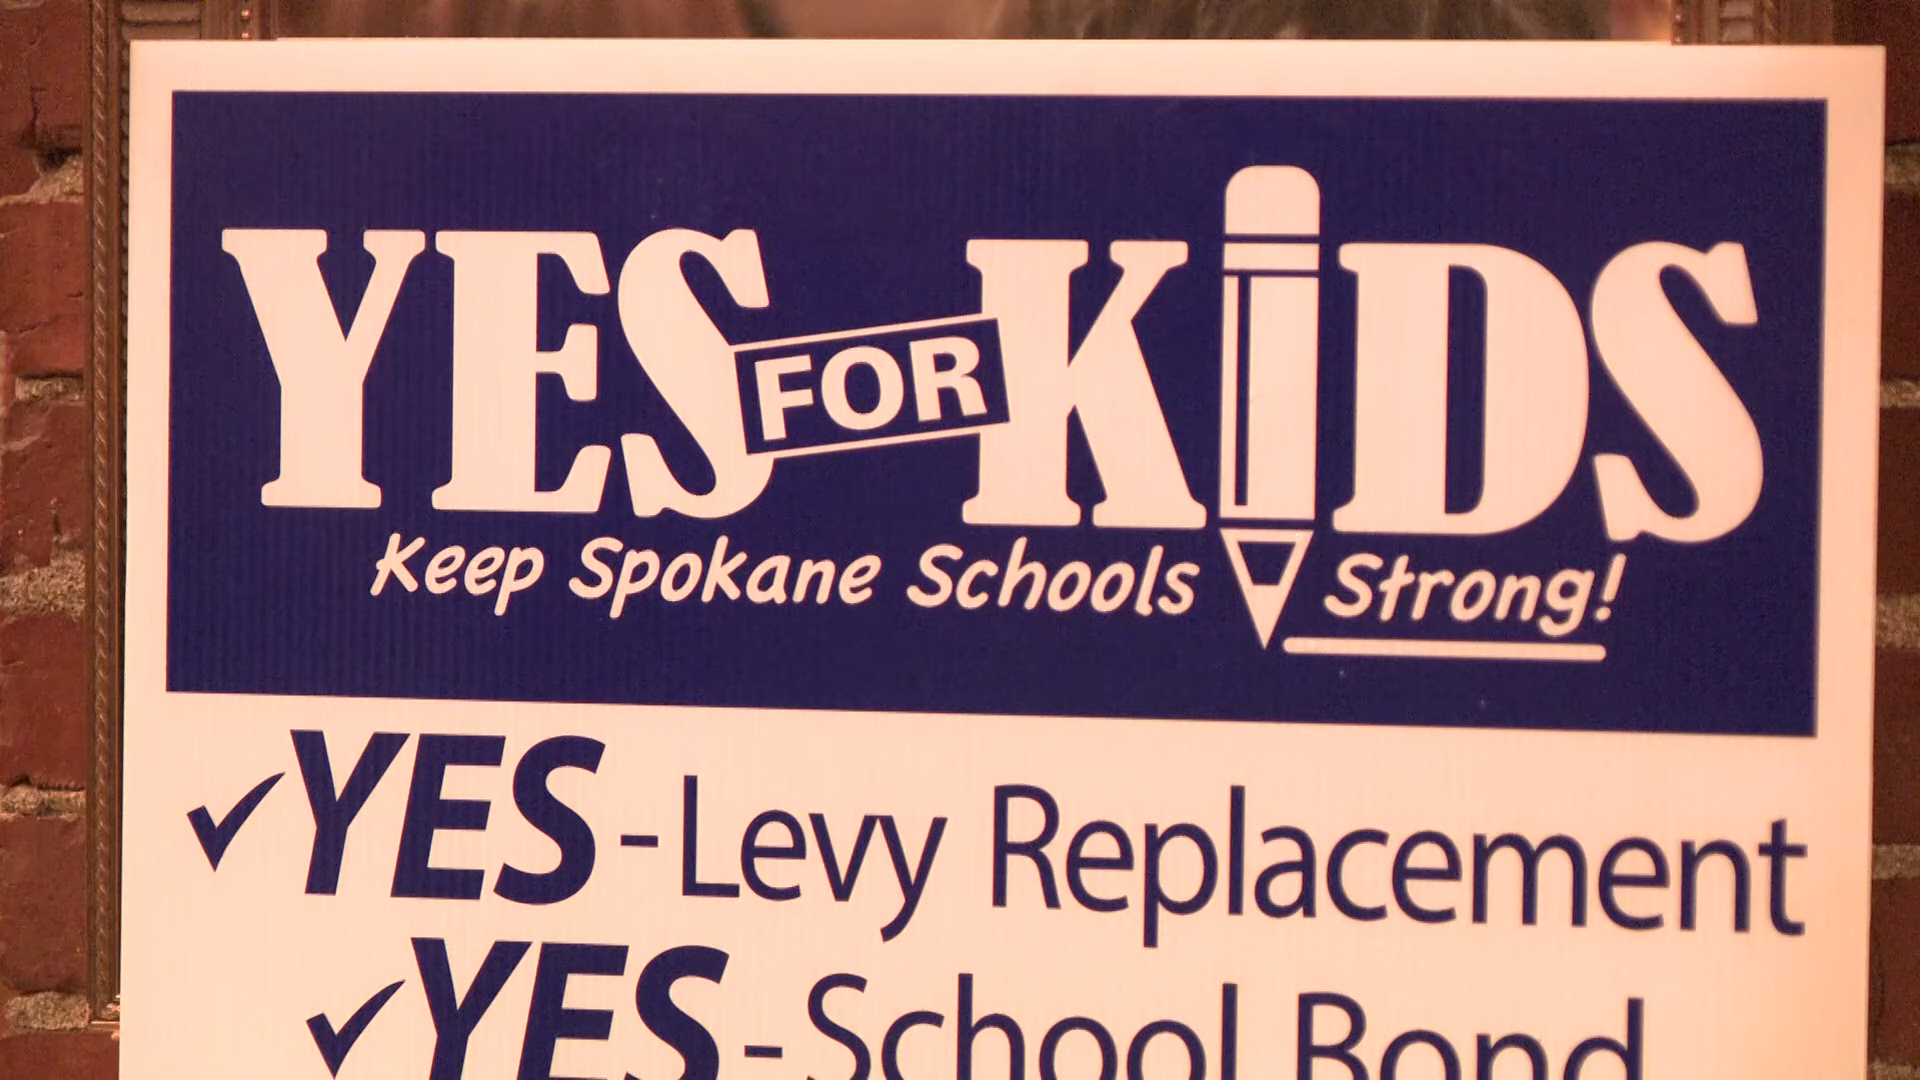 YES FOR KIDS
Keep Spokane Schools Strong!
✓YES - Levy Replacement
✓YES - School Bond